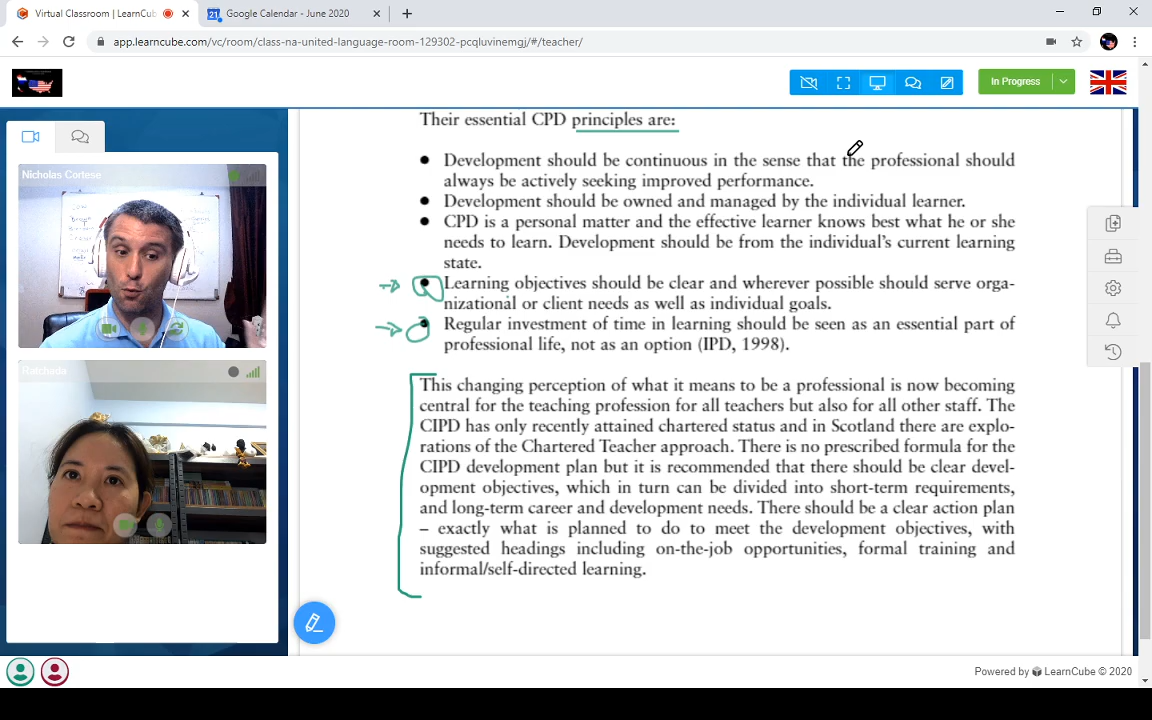 Virtual Classroom | LearnCub
Google Calendar - June 2020
app.learncube.com/vc/room/class-na-united-language-room-129302-pcqluvinemgj/#/teacher/
In Progress
Nicholas Cortese
Ratchada
Their essential CPD principles are:
● Development should be continuous in the sense that the professional should
always be actively seeking improved performance.
● Development should be owned and managed by the individual learner.
● CPD is a personal matter and the effective learner knows best what he or she
needs to learn. Development should be from the individual's current learning
state.
● Learning objectives should be clear and wherever possible should serve orga-
nizational or client needs as well as individual goals.
● Regular investment of time in learning should be seen as an essential part of
professional life, not as an option (IPD, 1998).
This changing perception of what it means to be a professional is now becoming
central for the teaching profession for all teachers but also for all other staff. The
CIPD has only recently attained chartered status and in Scotland there are explo-
rations of the Chartered Teacher approach. There is no prescribed formula for the
CIPD development plan but it is recommended that there should be clear devel-
opment objectives, which in turn can be divided into short-term requirements,
and long-term career and development needs. There should be a clear action plan
– exactly what is planned to do to meet the development objectives, with
suggested headings including on-the-job opportunities, formal training and
informal/self-directed learning.
Powered by LearnCube © 2020